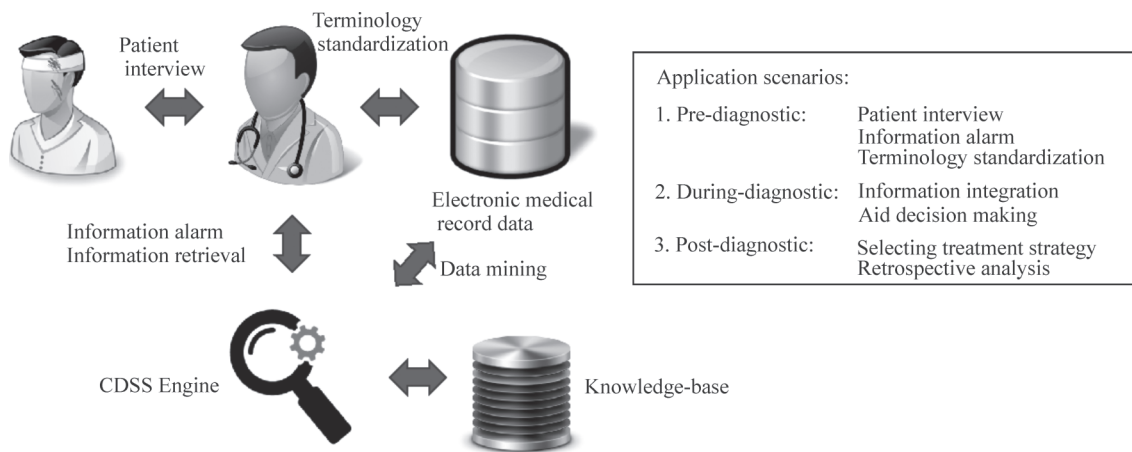 Patient
interview
Terminology
standardization
Electronic medical
record data
Information alarm
Information retrieval
Data mining
CDSS Engine
Knowledge-base
Application scenarios:
1. Pre-diagnostic: Patient interview
Information alarm
Terminology standardization
2. During-diagnostic: Information integration
Aid decision making
3. Post-diagnostic: Selecting treatment strategy
Retrospective analysis